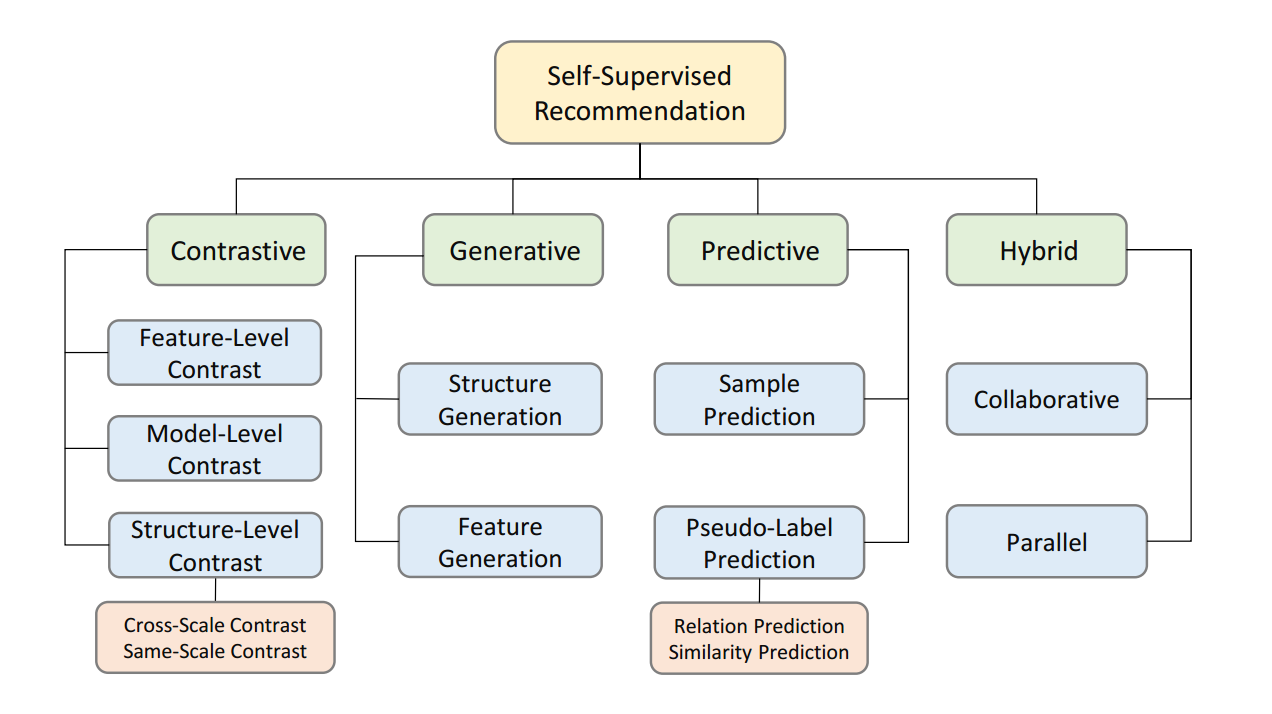 Self-Supervised
Recommendation
Contrastive
Generative
Predictive
Hybrid
Feature-Level
Contrast
Model-Level
Contrast
Structure-Level
Contrast
Cross-Scale Contrast
Same-Scale Contrast
Structure
Generation
Feature
Generation
Sample
Prediction
Pseudo-Label
Prediction
Relation Prediction
Similarity Prediction
Collaborative
Parallel